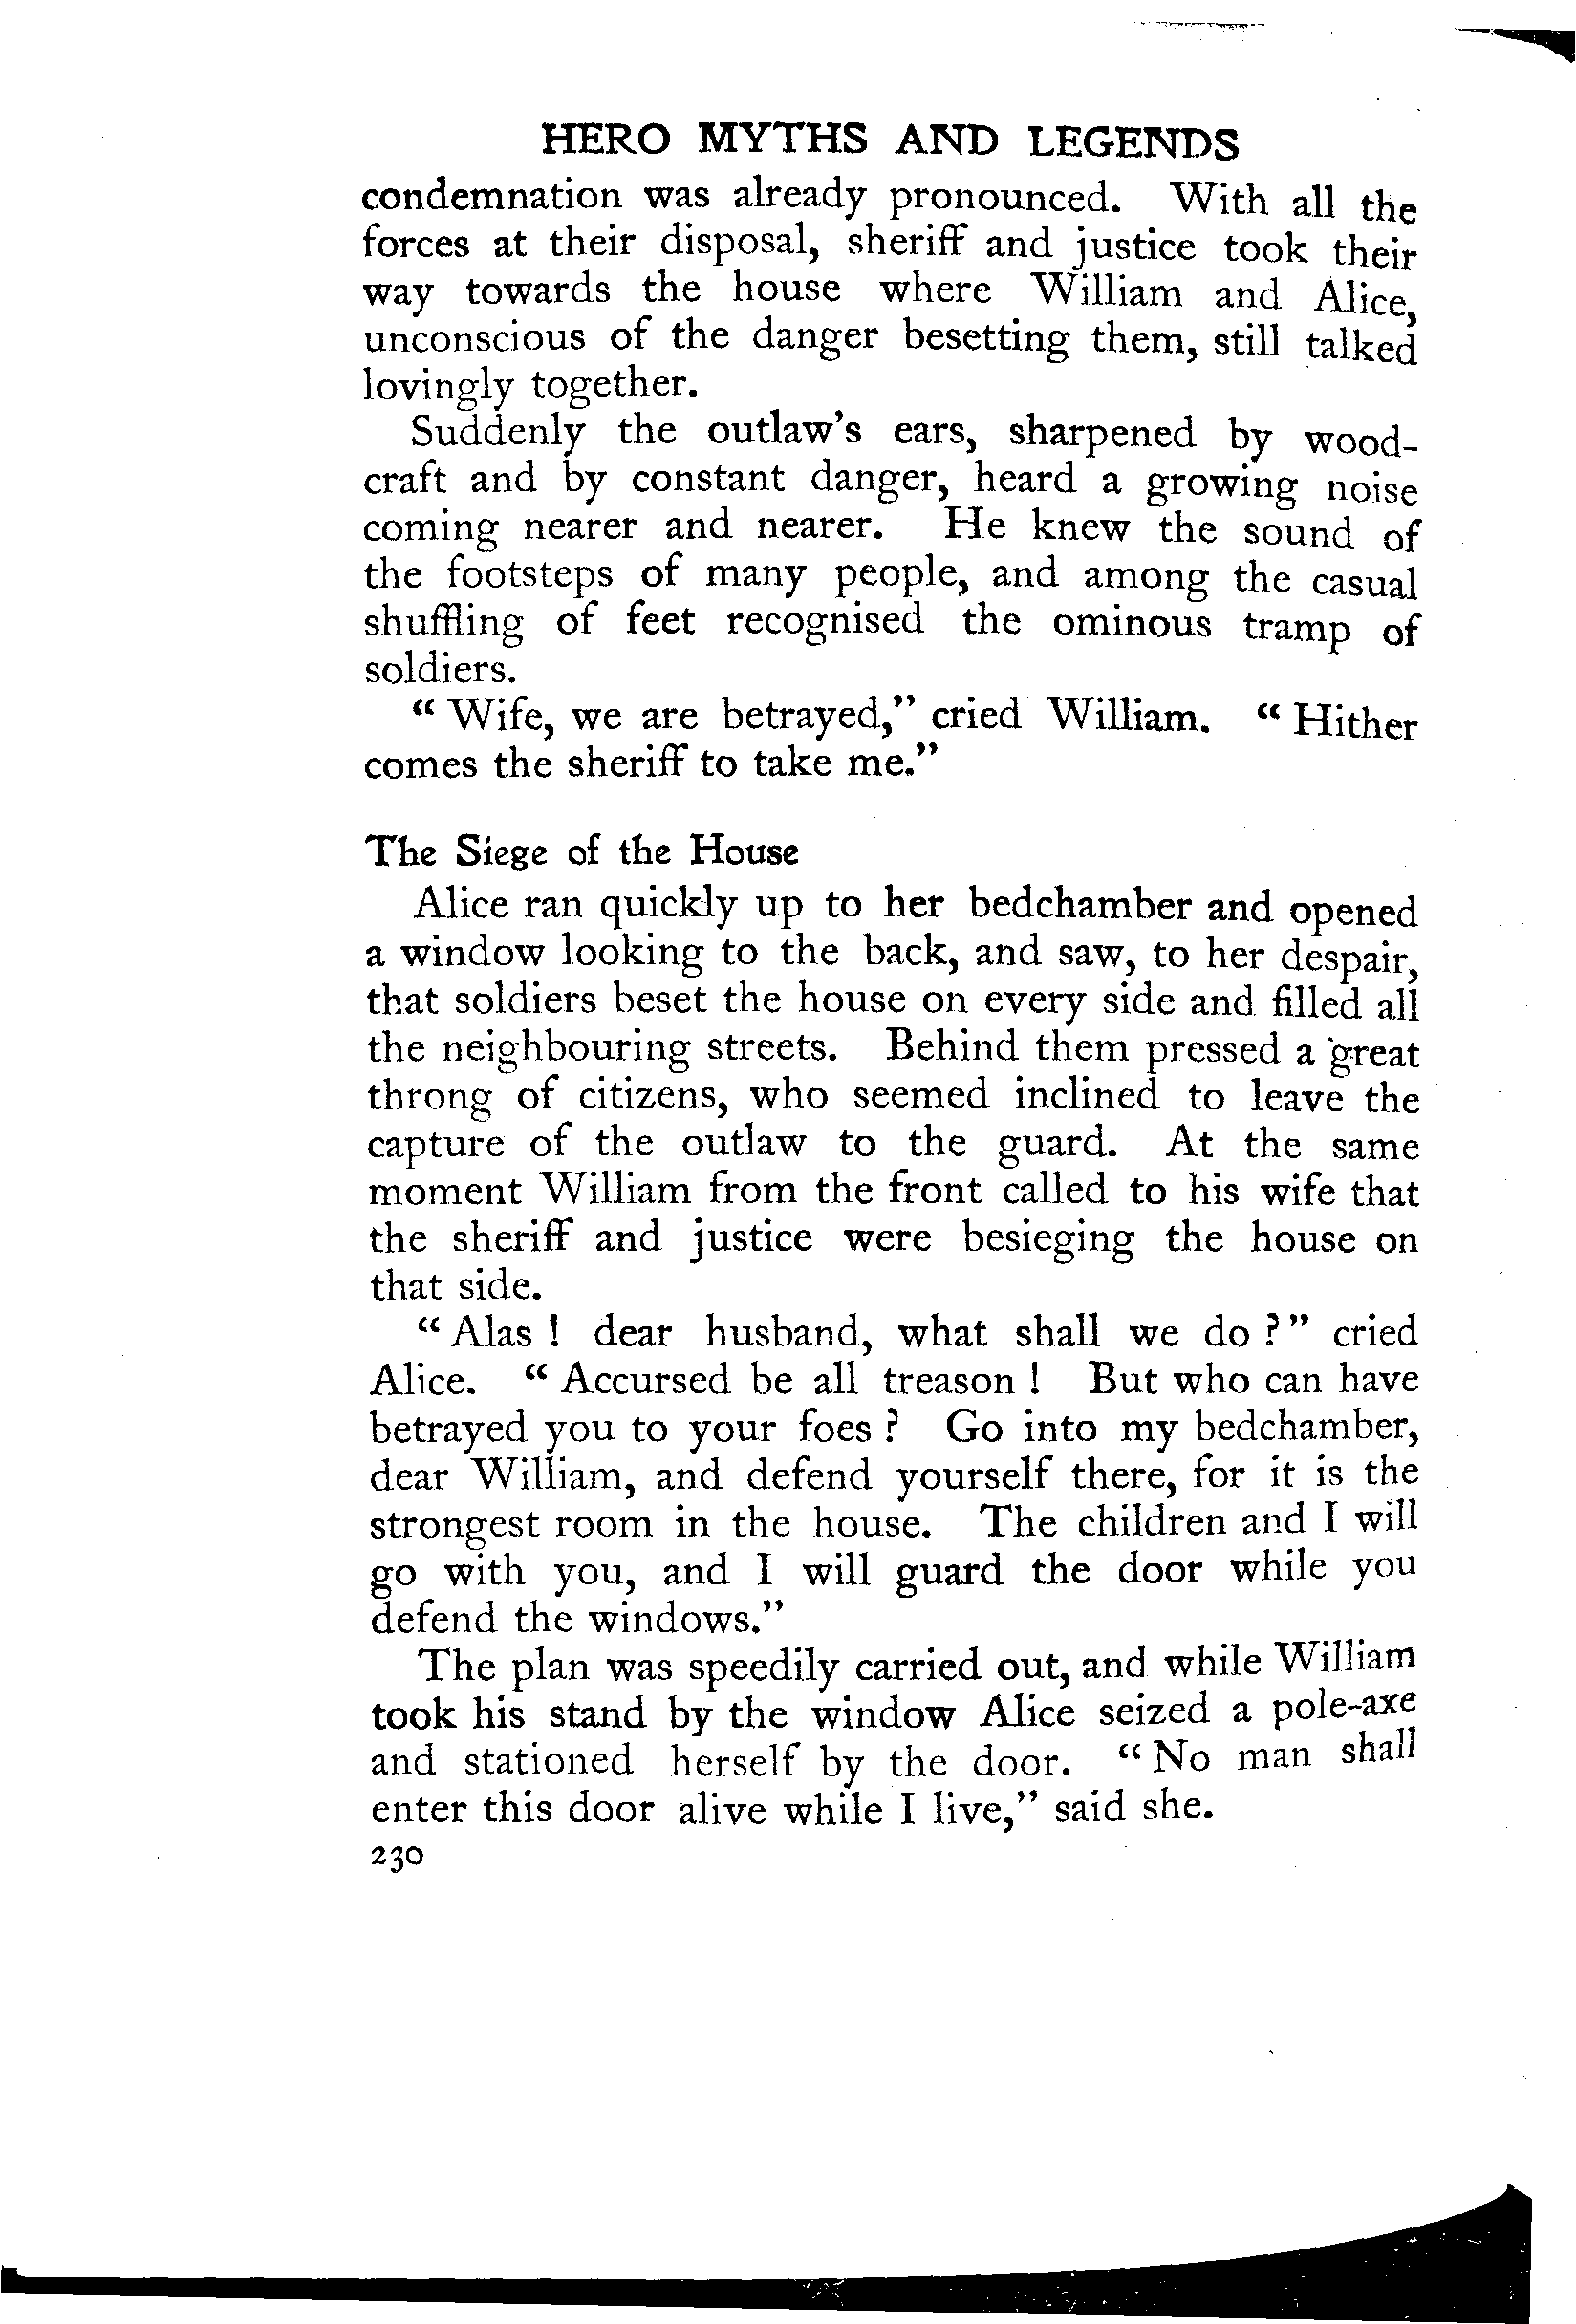 HERO MYTHS AND LEGENDS
condemnation was already pronounced. With all the
forces at their disposal, sheriff and justice took their
way towards the house where William and Alice,
unconscious of the danger besetting them, still talked
lovingly together.
Suddenly the outlaw's ears, sharpened by wood-
craft and by constant danger, heard a growing noise
coming nearer and nearer. He knew the sound of
the footsteps of many people, and among the casual
shuffling of feet recognised the ominous tramp of
soldiers.
“Wife, we are betrayed,” cried William. “Hither
comes the sheriff to take me.”
The Siege of the House
Alice ran quickly up to her bedchamber and opened
a window looking to the back, and saw, to her despair,
that soldiers beset the house on every side and filled all
the neighbouring streets. Behind them pressed a great
throng of citizens, who seemed inclined to leave the
capture of the outlaw to the guard. At the same
moment William from the front called to his wife that
the sheriff and justice were besieging the house on
that side.
“Alas! dear husband, what shall we do?” cried
Alice. “Accursed be all treason! But who can have
betrayed you to your foes? Go into my bedchamber,
dear William, and defend yourself there, for it is the
strongest room in the house. The children and I will
go with you, and I will guard the door while you
defend the windows.”
The plan was speedily carried out, and while William
took his stand by the window Alice seized a pole-axe
and stationed herself by the door. “No man shall
enter this door alive while I live,” said she.
230